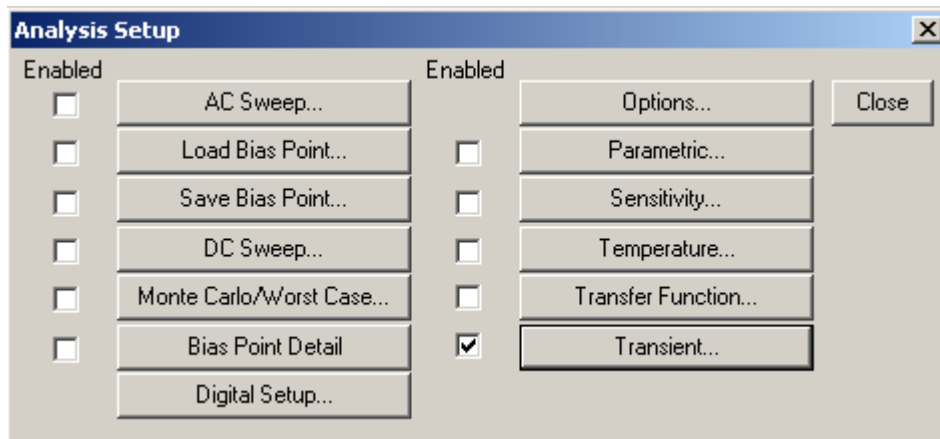 Analysis Setup
Enabled
AC Sweep...
Load Bias Point...
Save Bias Point...
DC Sweep...
Monte Carlo/Worst Case...
Bias Point Detail
Digital Setup...
Enabled
Options...
Parametric...
Sensitivity...
Temperature...
Transfer Function...
Transient...
Close